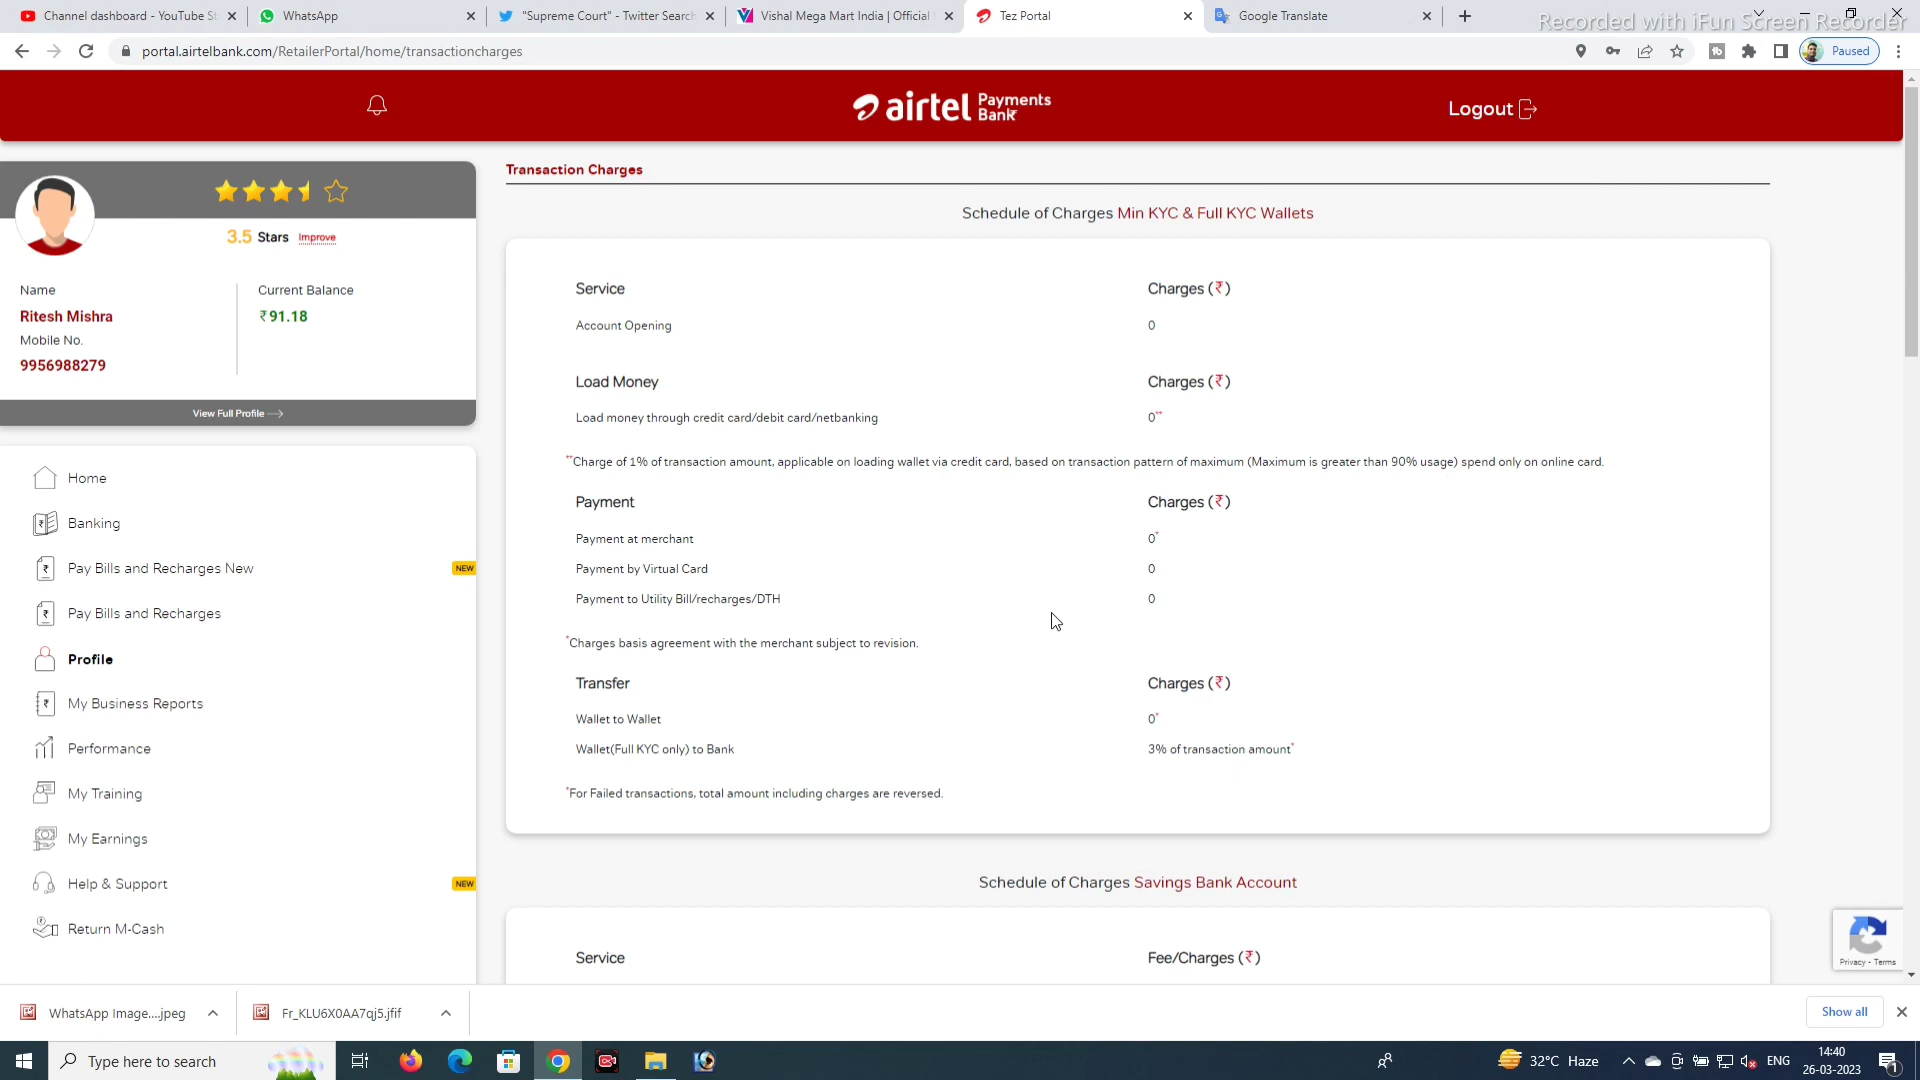 Channel dashboard - YouTube St
WhatsApp
"Supreme Court" - Twitter Search
Vishal Mega Mart India | Official
Tez Portal
Google Translate
Recorded with iFun Screen Recorder
portal.airtelbank.com/RetailerPortal/home/transactioncharges
Paused
airtel Payments Bank
Logout
3.5 Stars Improve
Name
Ritesh Mishra
Mobile No.
9956988279
Current Balance
₹91.18
View Full Profile
Home
Banking
Pay Bills and Recharges New NEW
Pay Bills and Recharges
Profile
My Business Reports
Performance
My Training
My Earnings
Help & Support NEW
Return M-Cash
Transaction Charges
Schedule of Charges Min KYC & Full KYC Wallets
Service Charges (₹)
Account Opening 0
Load Money Charges (₹)
Load money through credit card/debit card/netbanking 0**
**Charge of 1% of transaction amount, applicable on loading wallet via credit card, based on transaction pattern of maximum (Maximum is greater than 90% usage) spend only on online card.
Payment Charges (₹)
Payment at merchant 0*
Payment by Virtual Card 0
Payment to Utility Bill/recharges/DTH 0
*Charges basis agreement with the merchant subject to revision.
Transfer Charges (₹)
Wallet to Wallet 0*
Wallet(Full KYC only) to Bank 3% of transaction amount*
*For Failed transactions, total amount including charges are reversed.
Schedule of Charges Savings Bank Account
Service Fee/Charges (₹)
Privacy - Terms
WhatsApp Image....jpeg
Fr_KLU6X0AA7qj5.jfif
Show all
Type here to search
32°C Haze
ENG
14:40
26-03-2023
1